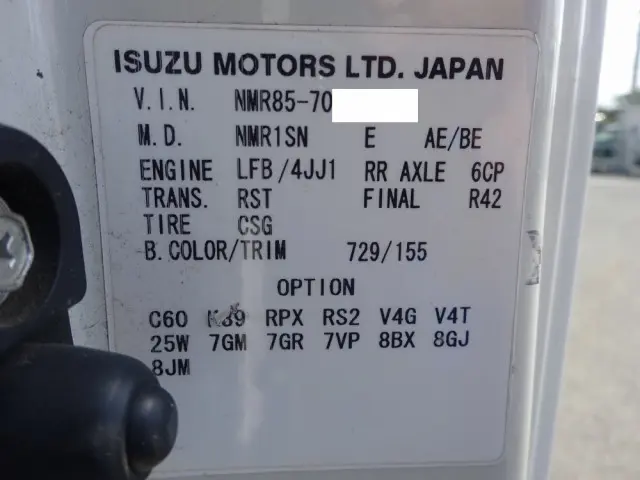 ISUZU MOTORS LTD. JAPAN
V.I.N. NMR85-70
M.D. NMR1SN E AE/BE
ENGINE LFB/4JJ1 RR AXLE 6CP
TRANS. RST FINAL R42
TIRE CSG
B.COLOR/TRIM 729/155
OPTION
C60 RPX RS2 V4G V4T
25W 7GM 7GR 7VP 8BX 8GJ
8JM